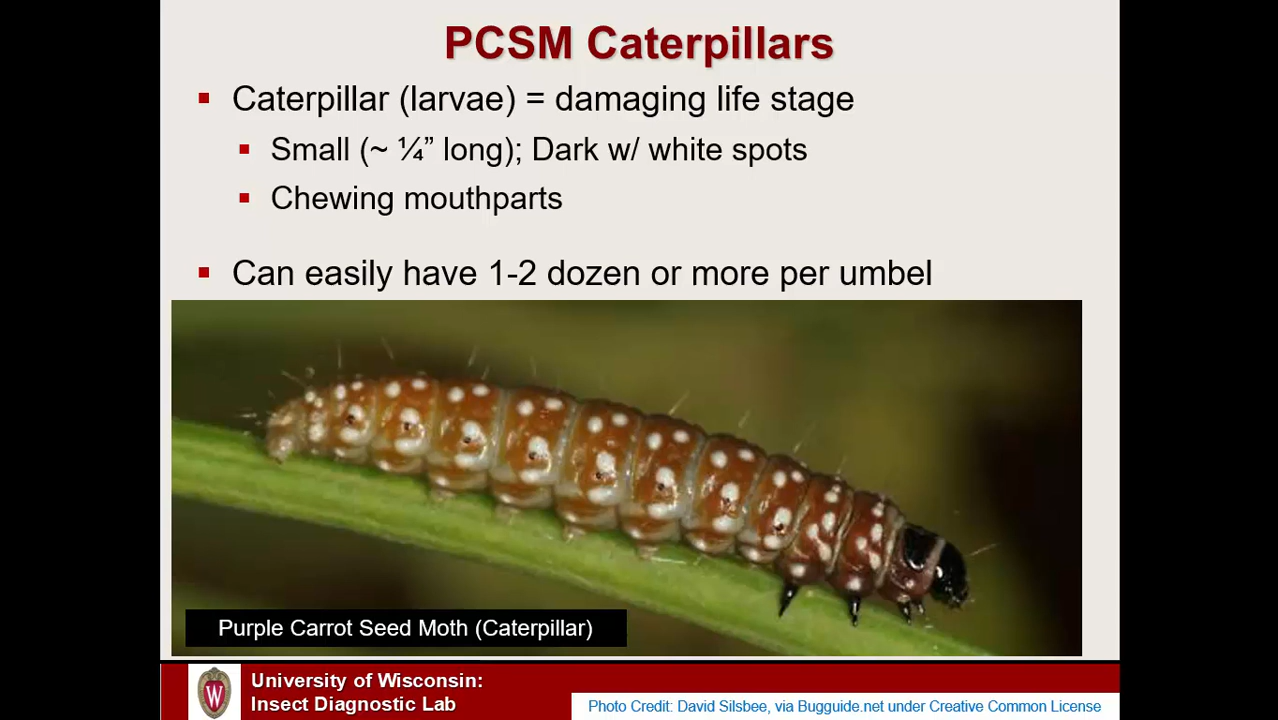 PCSM Caterpillars
▪ Caterpillar (larvae) = damaging life stage
▪ Small (~ ¼” long); Dark w/ white spots
▪ Chewing mouthparts
▪ Can easily have 1-2 dozen or more per umbel
Purple Carrot Seed Moth (Caterpillar)
W
University of Wisconsin:
Insect Diagnostic Lab
Photo Credit: David Silsbee, via Bugguide.net under Creative Common License